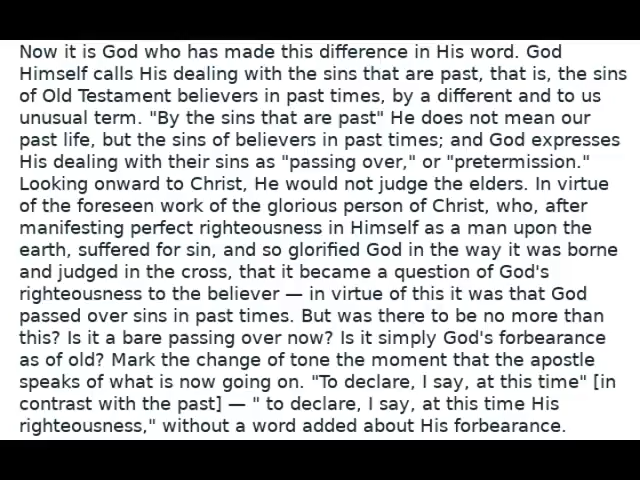 Now it is God who has made this difference in His word. God
Himself calls His dealing with the sins that are past, that is, the sins
of Old Testament believers in past times, by a different and to us
unusual term. "By the sins that are past" He does not mean our
past life, but the sins of believers in past times; and God expresses
His dealing with their sins as "passing over," or "pretermission."
Looking onward to Christ, He would not judge the elders. In virtue
of the foreseen work of the glorious person of Christ, who, after
manifesting perfect righteousness in Himself as a man upon the
earth, suffered for sin, and so glorified God in the way it was borne
and judged in the cross, that it became a question of God's
righteousness to the believer — in virtue of this it was that God
passed over sins in past times. But was there to be no more than
this? Is it a bare passing over now? Is it simply God's forbearance
as of old? Mark the change of tone the moment that the apostle
speaks of what is now going on. "To declare, I say, at this time" [in
contrast with the past] — " to declare, I say, at this time His
righteousness," without a word added about His forbearance.